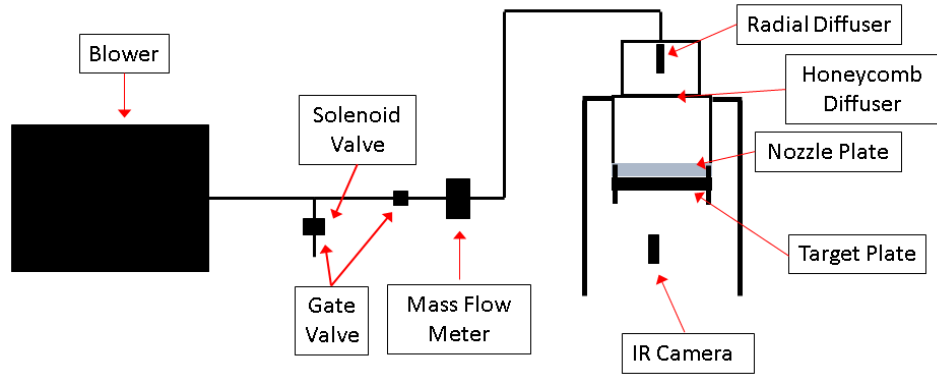 Blower
Solenoid
Valve
Gate
Valve
Mass Flow
Meter
Radial Diffuser
Honeycomb
Diffuser
Nozzle Plate
Target Plate
IR Camera